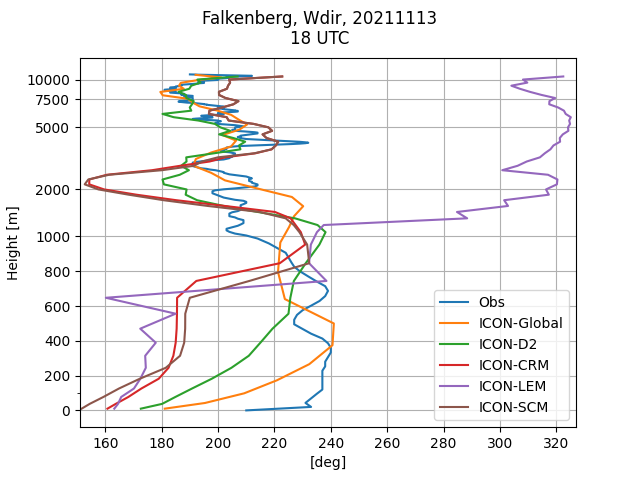 Falkenberg, Wdir, 20211113
18 UTC
Height [m]
10000
7500
5000
2000
1000
800
600
400
200
0
Obs
ICON-Global
ICON-D2
ICON-CRM
ICON-LEM
ICON-SCM
160 180 200 220 240 260 280 300 320
[deg]